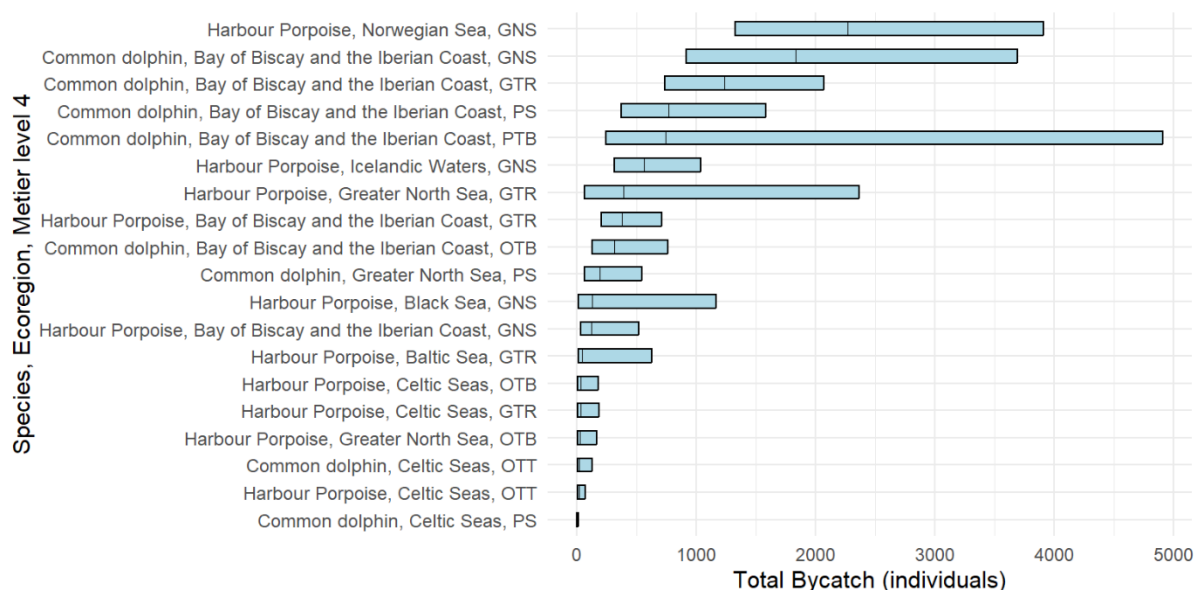 Species, Ecoregion, Metier level 4
Harbour Porpoise, Norwegian Sea, GNS
Common dolphin, Bay of Biscay and the Iberian Coast, GNS
Common dolphin, Bay of Biscay and the Iberian Coast, GTR
Common dolphin, Bay of Biscay and the Iberian Coast, PS
Common dolphin, Bay of Biscay and the Iberian Coast, PTB
Harbour Porpoise, Icelandic Waters, GNS
Harbour Porpoise, Greater North Sea, GTR
Harbour Porpoise, Bay of Biscay and the Iberian Coast, GTR
Common dolphin, Bay of Biscay and the Iberian Coast, OTB
Common dolphin, Greater North Sea, PS
Harbour Porpoise, Black Sea, GNS
Harbour Porpoise, Bay of Biscay and the Iberian Coast, GNS
Harbour Porpoise, Baltic Sea, GTR
Harbour Porpoise, Celtic Seas, OTB
Harbour Porpoise, Celtic Seas, GTR
Harbour Porpoise, Greater North Sea, OTB
Common dolphin, Celtic Seas, OTT
Harbour Porpoise, Celtic Seas, OTT
Common dolphin, Celtic Seas, PS
0 1000 2000 3000 4000 5000
Total Bycatch (individuals)